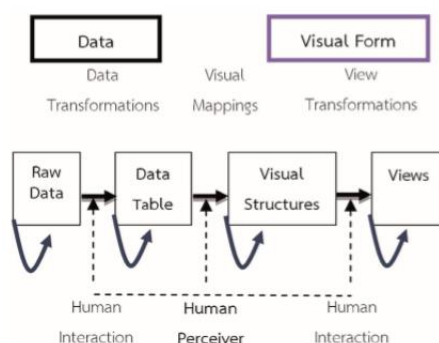 Data
Visual Form
Data
Transformations
Visual
Mappings
View
Transformations
Raw
Data
Data
Table
Visual
Structures
Views
Human
Interaction
Human
Perceiver
Human
Interaction